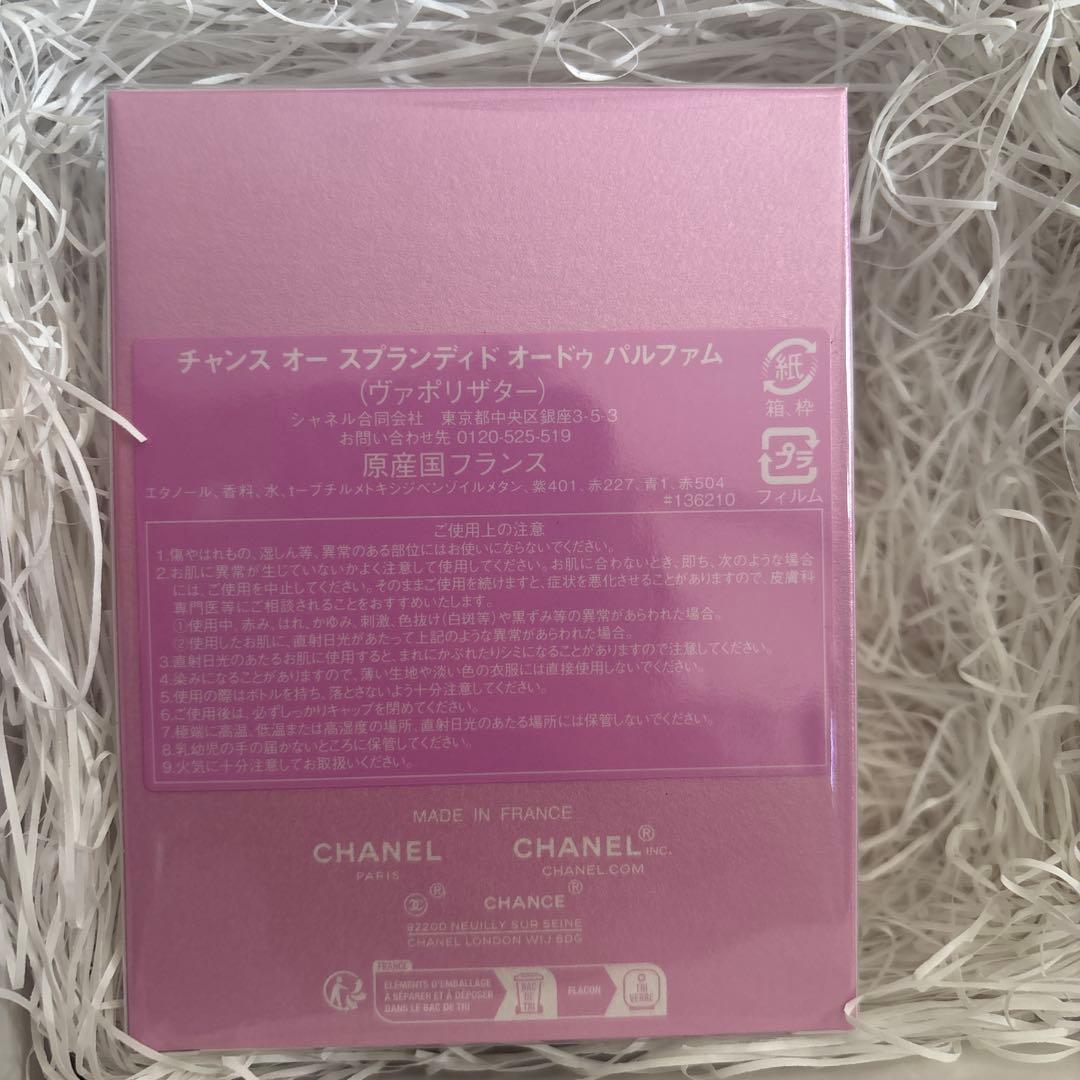 チャンス オー スプランディド オードゥ パルファム
(ヴァポリザター)
シャネル合同会社 東京都中央区銀座3-5-3
お問い合わせ先 0120-525-519
原産国フランス
エタノール、香料、水、t-ブチルメトキシジベンゾイルメタン、紫401、赤227、青1、赤504
#136210
紙
箱、枠
プラ
フィルム
ご使用上の注意
1.傷やはれもの、湿しん等、異常のある部位にはお使いにならないでください。
2.お肌に異常が生じていないかよく注意して使用してください。お肌に合わないとき、即ち、次のような場合
には、ご使用を中止してください。そのままご使用を続けますと、症状を悪化させることがありますので、皮膚科
専門医等にご相談されることをおすすめいたします。
①使用中、赤み、はれ、かゆみ、刺激、色抜け(白斑等)や黒ずみ等の異常があらわれた場合。
②使用したお肌に、直射日光があたって上記のような異常があらわれた場合。
3.直射日光のあたるお肌に使用すると、まれにかぶれたりシミになることがありますので注意してください。
4.染みになることがありますので、薄い生地や淡い色の衣服には直接使用しないでください。
5.使用の際はボトルを持ち、落とさないよう十分注意してください。
6.ご使用後は、必ずしっかりキャップを閉めてください。
7.極端に高温、低温または高湿度の場所、直射日光のあたる場所には保管しないでください。
8.乳幼児の手の届かないところに保管してください。
9.火気に十分注意してお取扱いください。
MADE IN FRANCE
CHANEL
PARIS
CHANEL® INC.
CHANEL.COM
®
CHANCE®
92200 NEUILLY SUR SEINE
CHANEL LONDON W1J 6DG
FRANCE
ÉLÉMENTS D'EMBALLAGE
À SÉPARER ET À DÉPOSER
DANS LE BAC DE TRI
BAC
DE
TRI
FLACON
TRI
VERRE